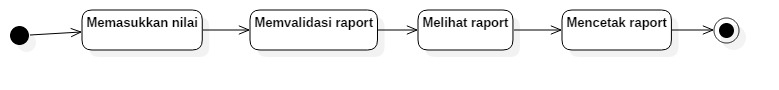 Memasukkan nilai
Memvalidasi raport
Melihat raport
Mencetak raport